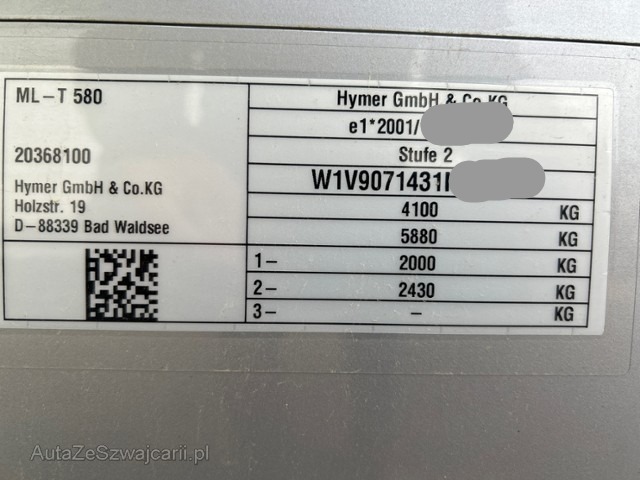 ML-T 580
20368100
Hymer GmbH & Co.KG
Holzstr. 19
D-88339 Bad Waldsee
Hymer GmbH & Co.KG
e1*2001/
Stufe 2
W1V9071431
4100 KG
5880 KG
1- 2000 KG
2- 2430 KG
3- - KG
AutaZeSzwajcarii.pl